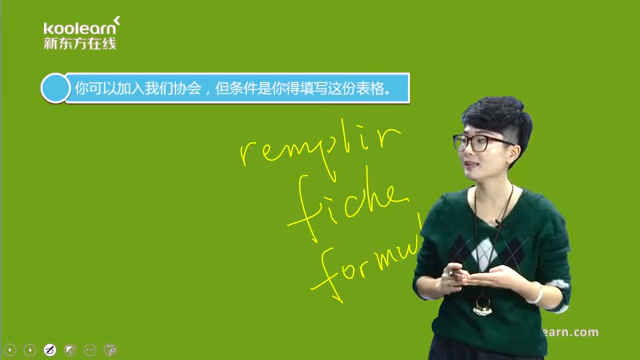 koolearn
新东方在线
你可以加入我们协会，但条件是你得填写这份表格。
remplir
fiche
learn.com